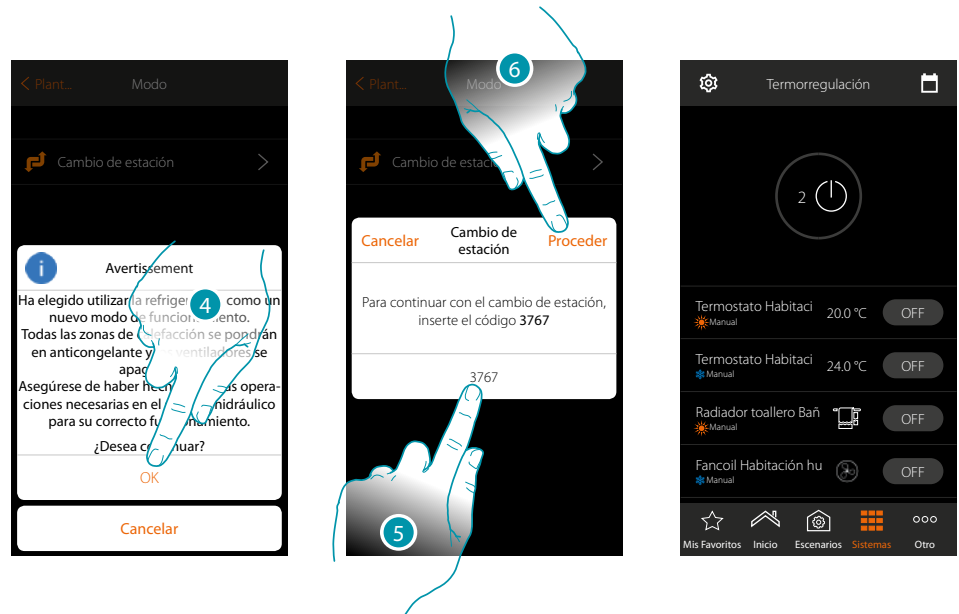 < Plant...
Modo
Cambio de estación
Avertissement
Ha elegido utilizar la refriger como un
nuevo modo de funcion ento.
Todas las zonas de efacción se pondrán
en anticongelante y ventiladores se
apag
Asegúrese de haber hech as opera-
ciones necesarias en el hidráulico
para su correcto fu namiento.
¿Desea co nuar?
OK
Cancelar
4
< Plant...
Modo
6
Cambio de estac
Cancelar
Cambio de
estación
Proceder
Para continuar con el cambio de estación,
inserte el código 3767
3767
5
Termorregulación
2
Termostato Habitaci
Manual
20.0 °C
OFF
Termostato Habitaci
Manual
24.0 °C
OFF
Radiador toallero Bañ
Manual
OFF
Fancoil Habitación hu
Manual
OFF
Mis Favoritos
Inicio
Escenarios
Sistemas
Otro